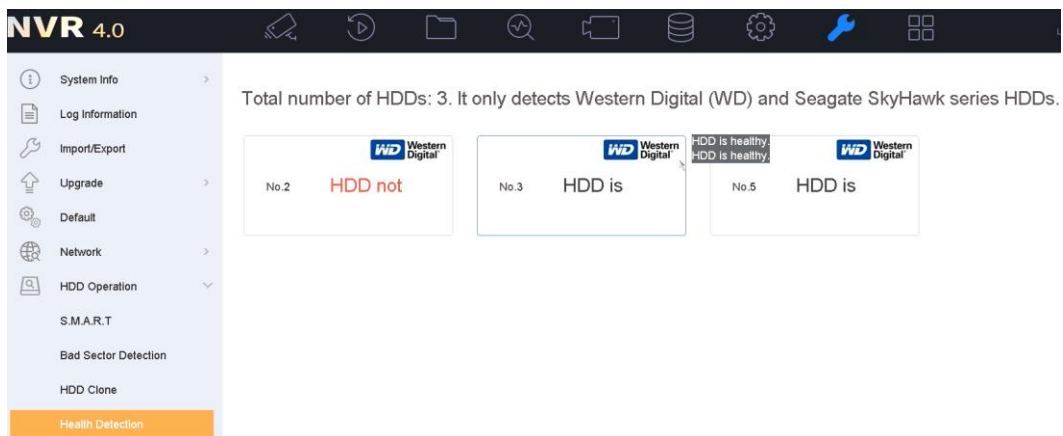 NVR 4.0
System Info
Log Information
Import/Export
Upgrade
Default
Network
HDD Operation
S.M.A.R.T
Bad Sector Detection
HDD Clone
Health Detection
Total number of HDDs: 3. It only detects Western Digital (WD) and Seagate SkyHawk series HDDs.
WD Western Digital
No.2 HDD not
WD Western Digital
No.3 HDD is
HDD is healthy.
HDD is healthy.
WD Western Digital
No.5 HDD is